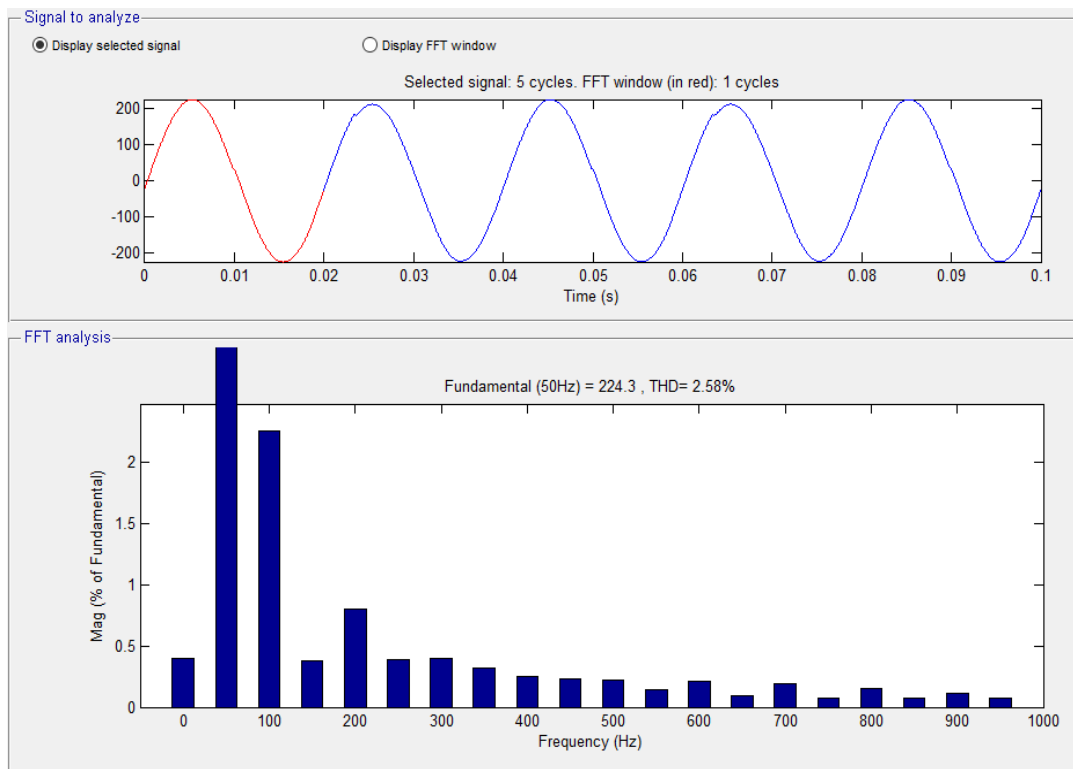 Signal to analyze
Display selected signal Display FFT window
Selected signal: 5 cycles. FFT window (in red): 1 cycles
200
100
0
-100
-200
0 0.01 0.02 0.03 0.04 0.05 0.06 0.07 0.08 0.09 0.1
Time (s)
FFT analysis
Fundamental (50Hz) = 224.3 , THD= 2.58%
Mag (% of Fundamental)
2
1.5
1
0.5
0
0 100 200 300 400 500 600 700 800 900 1000
Frequency (Hz)